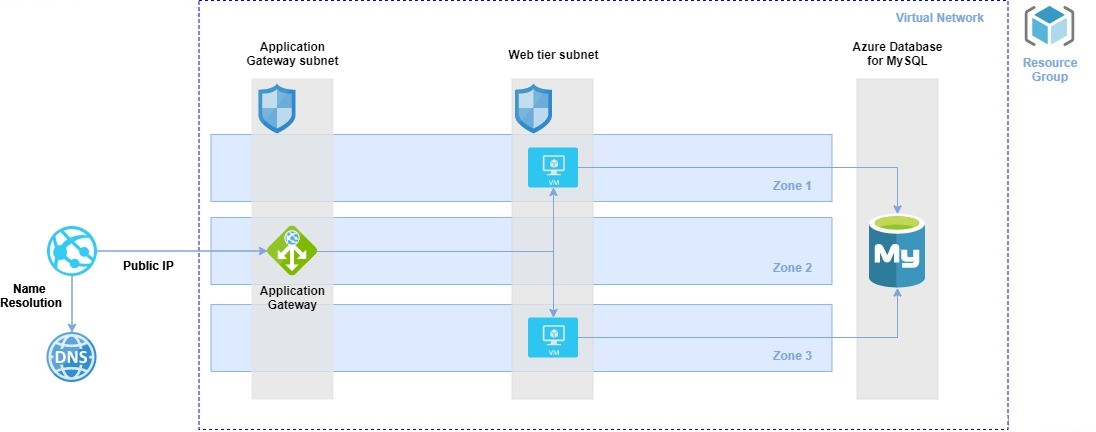 Virtual Network
Resource
Group
Application
Gateway subnet
Web tier subnet
Azure Database
for MySQL
VM
Zone 1
Public IP
Zone 2
My
Name
Resolution
Application
Gateway
DNS
VM
Zone 3